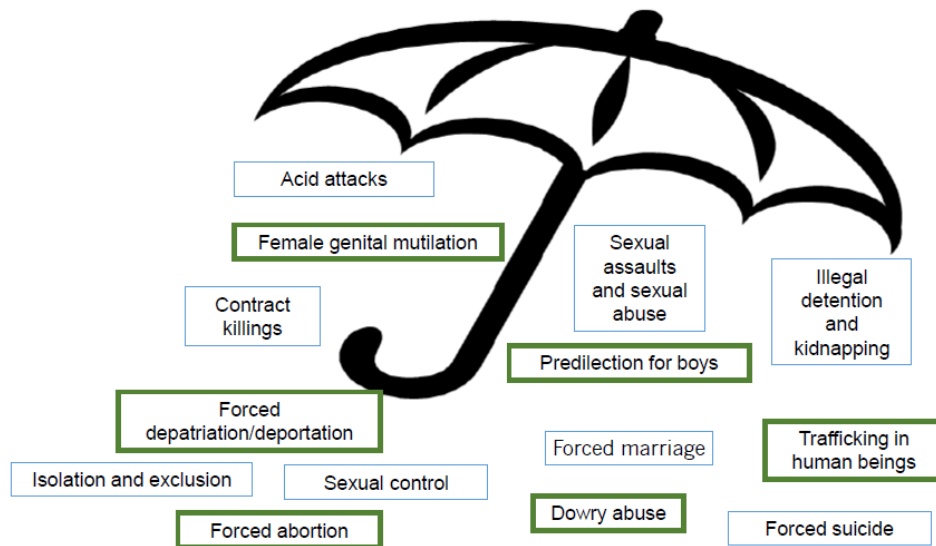 Acid attacks
Female genital mutilation
Sexual
assaults
and sexual
abuse
Illegal
detention
and
kidnapping
Contract
killings
Predilection for boys
Forced
depatriation/deportation
Forced marriage
Trafficking in
human beings
Isolation and exclusion
Sexual control
Dowry abuse
Forced abortion
Forced suicide